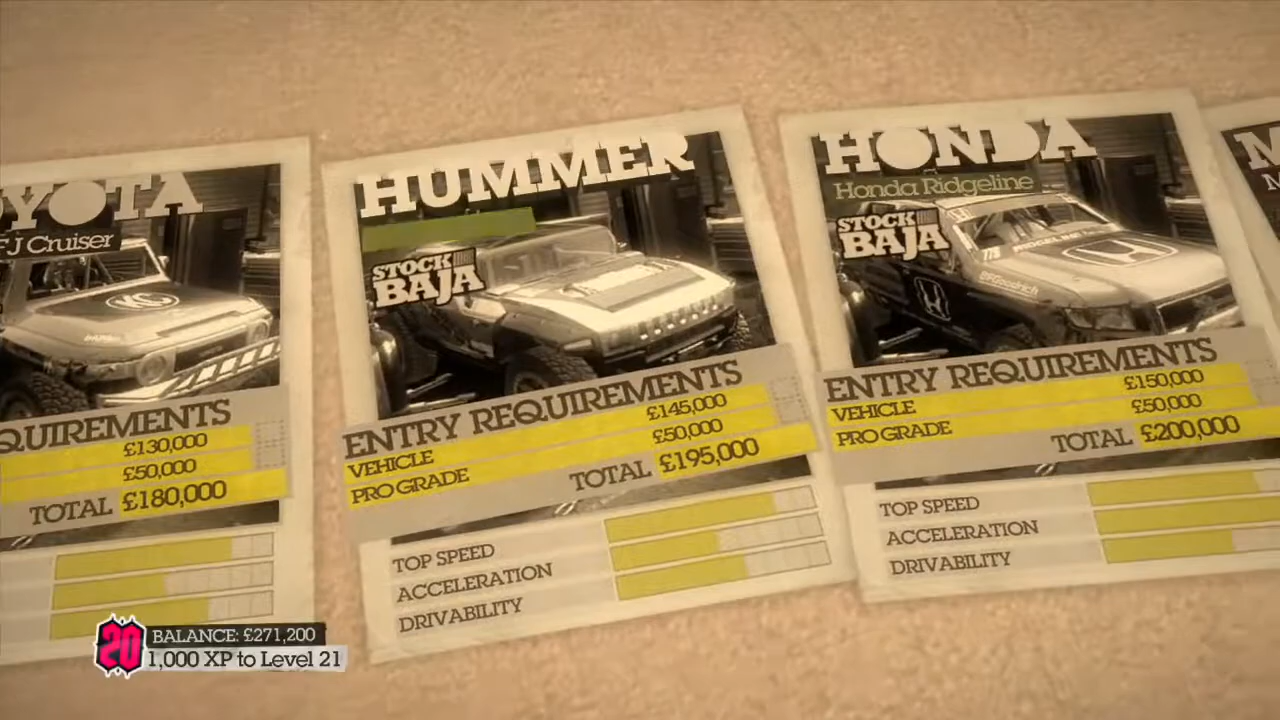 YOTA
FJ Cruiser
QUIREMENTS
£130,000
£50,000
TOTAL £180,000
HUMMER
STOCK
BAJA
ENTRY REQUIREMENTS
VEHICLE £145,000
PRO GRADE £50,000
TOTAL £195,000
TOP SPEED
ACCELERATION
DRIVABILITY
HONDA
Honda Ridgeline
STOCK
BAJA
RIDGELINE
BFGoodrich
ENTRY REQUIREMENTS
VEHICLE £150,000
PRO GRADE £50,000
TOTAL £200,000
TOP SPEED
ACCELERATION
DRIVABILITY
M
M
20
BALANCE: £271,200
1,000 XP to Level 21